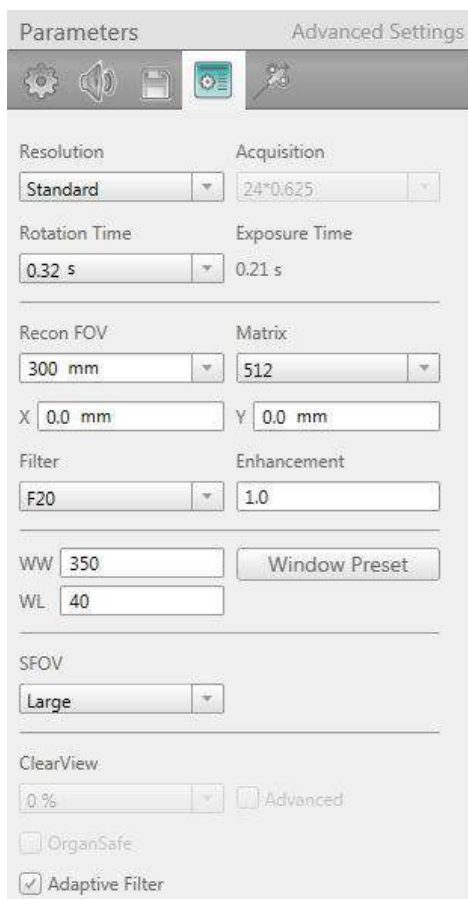 Parameters Advanced Settings
Resolution Acquisition
Standard 24*0.625
Rotation Time Exposure Time
0.32 s 0.21 s
Recon FOV Matrix
300 mm 512
X 0.0 mm Y 0.0 mm
Filter Enhancement
F20 1.0
WW 350 Window Preset
WL 40
SFOV
Large
ClearView
0 % Advanced
OrganSafe
Adaptive Filter